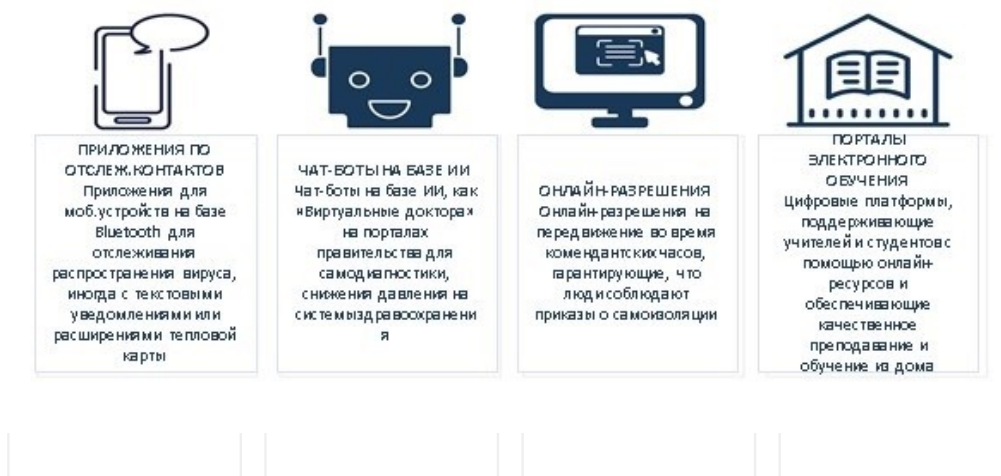 ПРИЛОЖЕНИЯ ПО
ОТСЛЕЖ.КОНТАКТОВ
Приложения для
моб.устройств на базе
Bluetooth для
отслеживания
распространения вируса,
иногда с текстовыми
уведомлениями или
расширениями тепловой
карты
ЧАТ-БОТЫ НА БАЗЕ ИИ
Чат-боты на базе ИИ, как
«Виртуальные доктора»
на порталах
правительства для
самодиагностики,
снижения давления на
системы здравоохранени
я
ОНЛАЙН-РАЗРЕШЕНИЯ
Онлайн-разрешения на
передвижение во время
комендантских часов,
гарантирующие, что
люди соблюдают
приказы о самоизоляции
ПОРТАЛЫ
ЭЛЕКТРОННОГО
ОБУЧЕНИЯ
Цифровые платформы,
поддерживающие
учителей и студентов с
помощью онлайн-
ресурсов и
обеспечивающие
качественное
преподавание и
обучение из дома